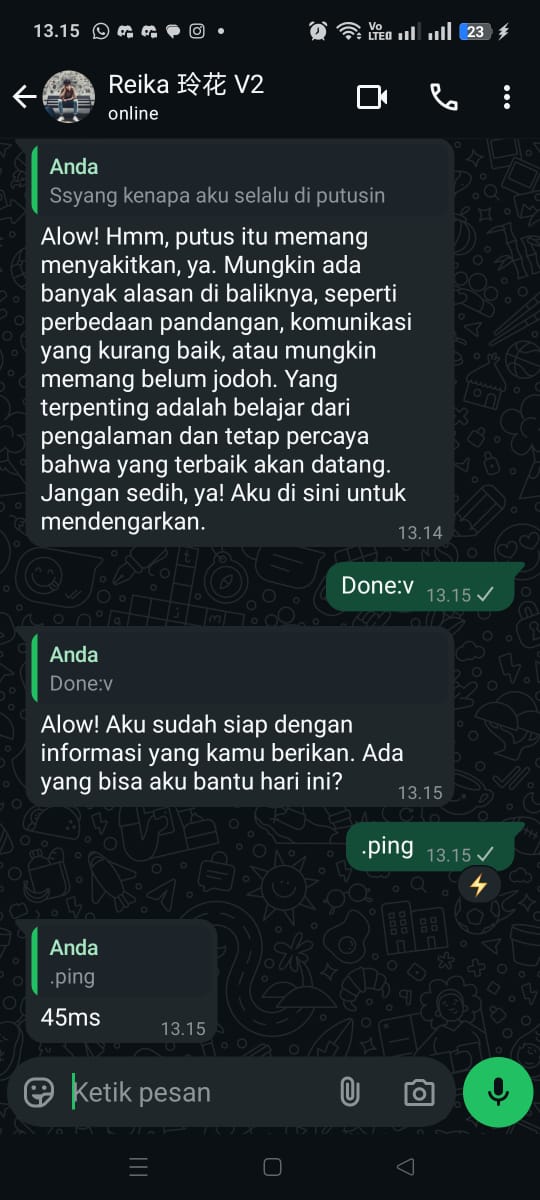 13.15
Vo
LTE
23
Reika 玲花 V2
online
Anda
Ssyang kenapa aku selalu di putusin
Alow! Hmm, putus itu memang
menyakitkan, ya. Mungkin ada
banyak alasan di baliknya, seperti
perbedaan pandangan, komunikasi
yang kurang baik, atau mungkin
memang belum jodoh. Yang
terpenting adalah belajar dari
pengalaman dan tetap percaya
bahwa yang terbaik akan datang.
Jangan sedih, ya! Aku di sini untuk
mendengarkan.
13.14
Done:v
13.15
Anda
Done:v
Alow! Aku sudah siap dengan
informasi yang kamu berikan. Ada
yang bisa aku bantu hari ini?
13.15
.ping
13.15
Anda
.ping
45ms
13.15
Ketik pesan